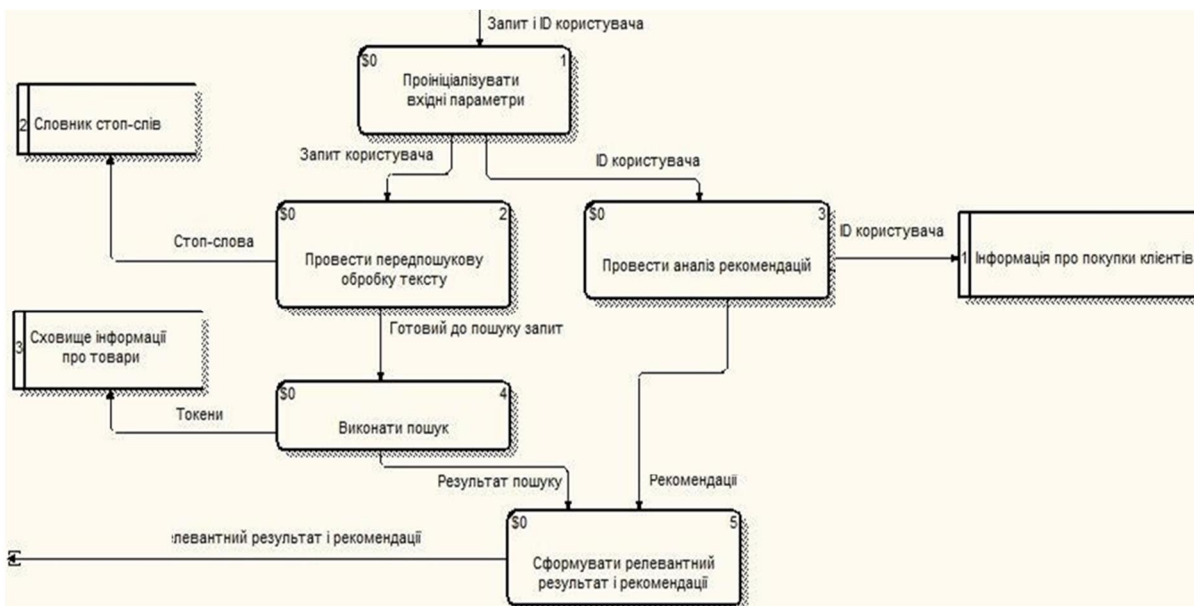 Запит і ID користувача
$0
1
Проініціалізувати
вхідні параметри
2
Словник стоп-слів
Запит користувача
ID користувача
$0
2
Провести передпошукову
обробку тексту
Стоп-слова
$0
3
Провести аналіз рекомендацій
ID користувача
1
Інформація про покупки клієнтів
3
Сховище інформації
про товари
Готовий до пошуку запит
$0
4
Виконати пошук
Токени
Результат пошуку
Рекомендації
$0
5
Сформувати релевантний
результат і рекомендації
елевантний результат і рекомендації